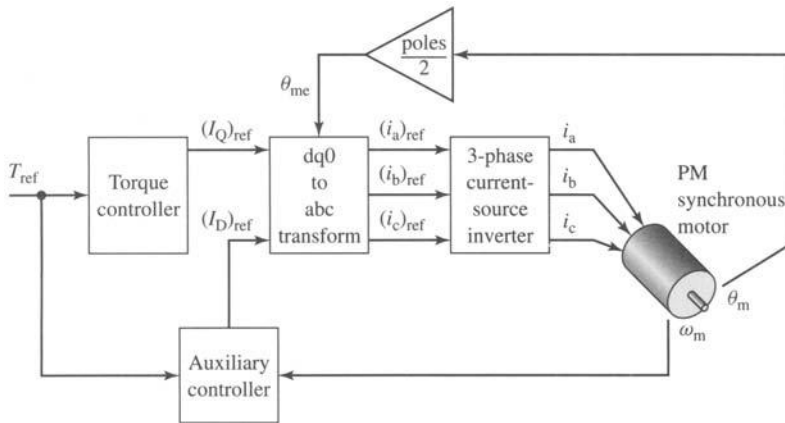 poles
2
θme
(IQ)ref
(ia)ref
ia
Tref
Torque
controller
dq0
to
abc
transform
(ib)ref
3-phase
current-
source
inverter
ib
PM
synchronous
motor
(ID)ref
(ic)ref
ic
θm
ωm
Auxiliary
controller